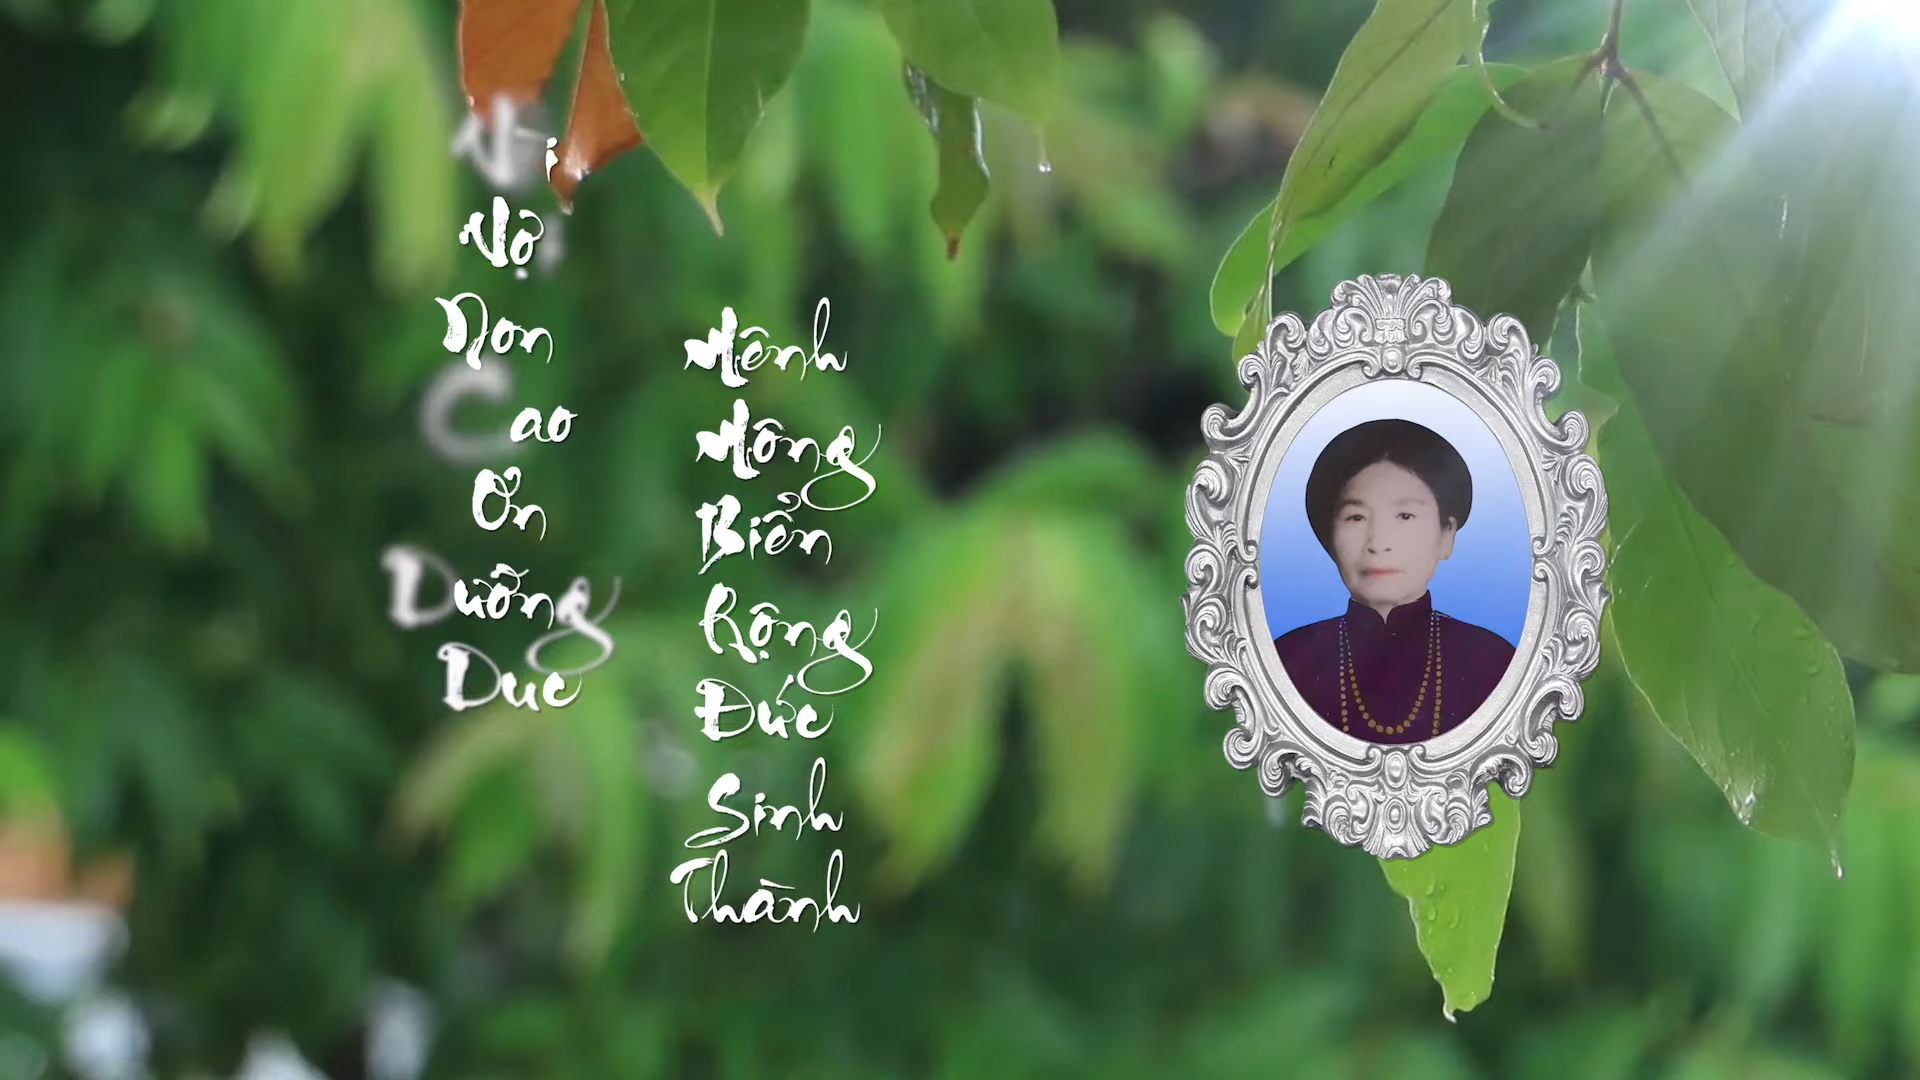 Vợi Non Cao Ơn Dưỡng Duc
Mênh Mông Biển Rộng Đức Sinh Thành